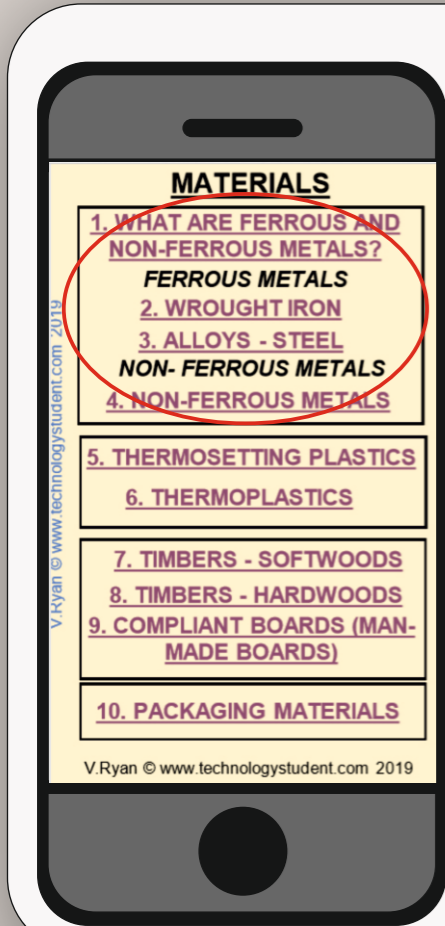 MATERIALS
1. WHAT ARE FERROUS AND
NON-FERROUS METALS?
FERROUS METALS
2. WROUGHT IRON
3. ALLOYS - STEEL
NON- FERROUS METALS
4. NON-FERROUS METALS
5. THERMOSETTING PLASTICS
6. THERMOPLASTICS
7. TIMBERS - SOFTWOODS
8. TIMBERS - HARDWOODS
9. COMPLIANT BOARDS (MAN-
MADE BOARDS)
10. PACKAGING MATERIALS
V.Ryan © www.technologystudent.com 2019
V.Ryan © www.technologystudent.com 2019